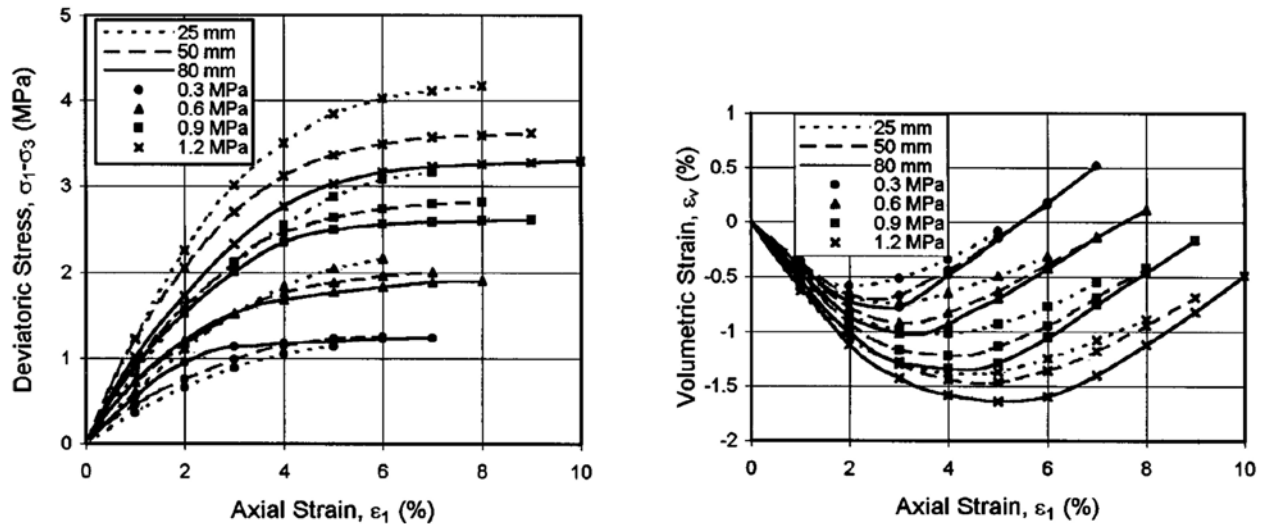 5
4
3
2
1
0
Deviatoric Stress, σ₁-σ₃ (MPa)
25 mm
50 mm
80 mm
0.3 MPa
0.6 MPa
0.9 MPa
1.2 MPa
0 2 4 6 8 10
Axial Strain, ε₁ (%)
1
0.5
0
-0.5
-1
-1.5
-2
Volumetric Strain, εᵥ (%)
25 mm
50 mm
80 mm
0.3 MPa
0.6 MPa
0.9 MPa
1.2 MPa
0 2 4 6 8 10
Axial Strain, ε₁ (%)